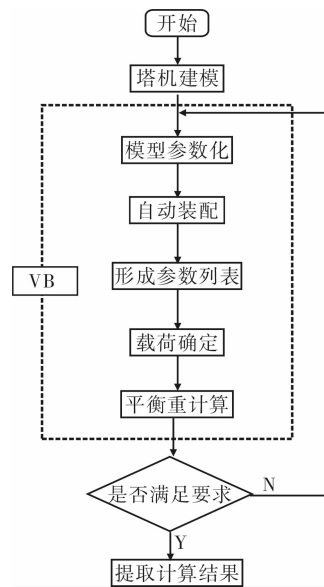 开始
塔机建模
模型参数化
自动装配
VB
形成参数列表
载荷确定
平衡重计算
是否满足要求
N
Y
提取计算结果